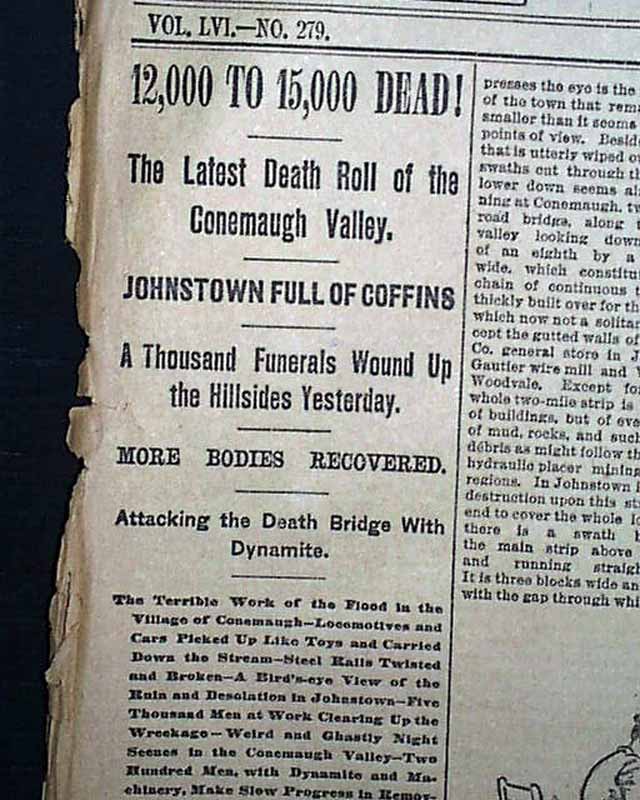 VOL. LVI.—NO. 279.
12,000 TO 15,000 DEAD!
The Latest Death Roll of the
Conemaugh Valley.
JOHNSTOWN FULL OF COFFINS
A Thousand Funerals Wound Up
the Hillsides Yesterday.
MORE BODIES RECOVERED.
Attacking the Death Bridge With
Dynamite.
The Terrible Work of the Flood in the
Village of Conemaugh—Locomotives and
Cars Picked Up Like Toys and Carried
Down the Stream—Steel Rails Twisted
and Broken—A Bird's-eye View of the
Ruin and Desolation in Johnstown—Five
Thousand Men at Work Clearing Up the
Wreckage—Weird and Ghastly Night
Scenes in the Conemaugh Valley—Two
Hundred Men, with Dynamite and Ma-
chinery, Make Slow Progress in Remov-
presses the eye is the
of the town that rem
smaller than it seems
points of view. Besid
that is utterly wiped o
swaths cut through th
lower down seems al
ning at Conemaugh, tw
road bridge, along
valley looking down
of an eighth by a
wide, which constitu
chain of continuous
thickly built over for th
which now not a solitar
cept the gutted walls of
Co. general store in J
Gautier wire mill and
Woodvale. Except for
whole two-mile strip is
of buildings, but of eve
of mud, rocks, and such
débris as might follow th
hydraulic placer mining
regions. In Johnstown
destruction upon this st
end to cover the whole lo
there is a swath b
the main strip above
and running straigh
It is three blocks wide an
with the gap through whi